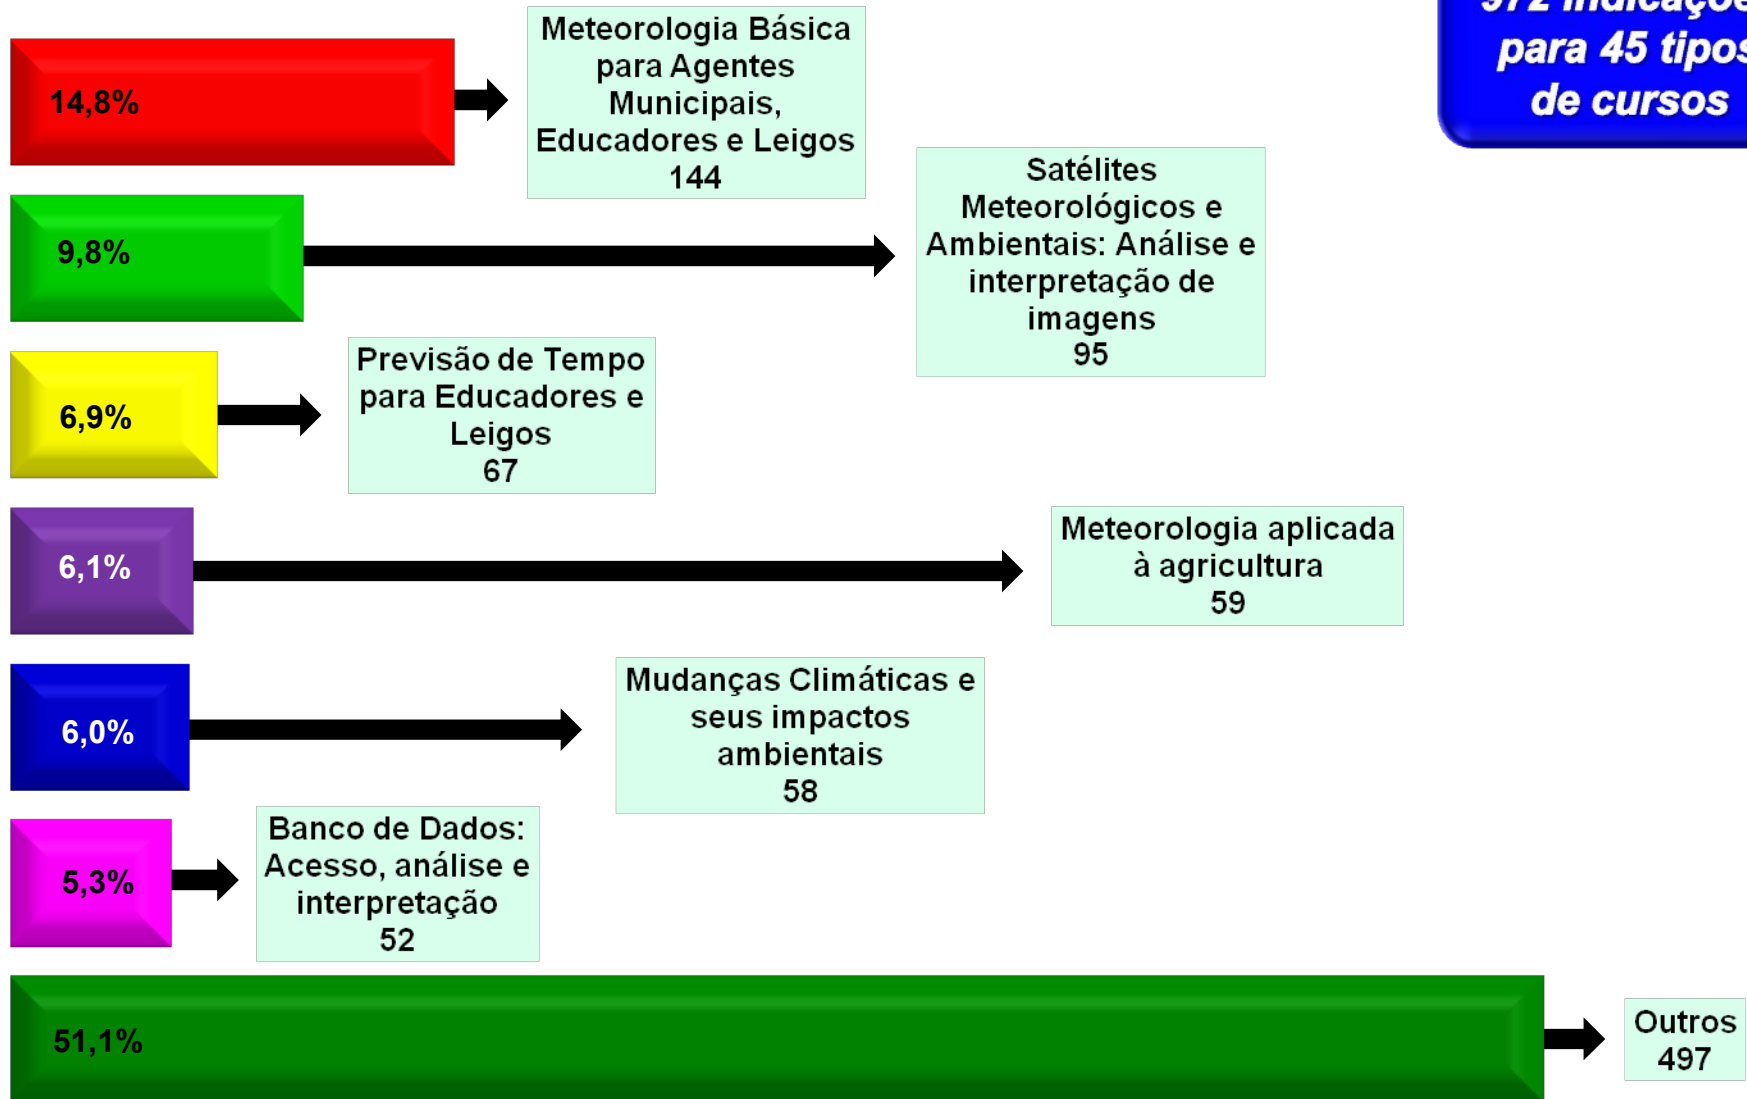 972 indicações
para 45 tipos
de cursos
14,8%
Meteorologia Básica
para Agentes
Municipais,
Educadores e Leigos
144
9,8%
Satélites
Meteorológicos e
Ambientais: Análise e
interpretação de
imagens
95
6,9%
Previsão de Tempo
para Educadores e
Leigos
67
6,1%
Meteorologia aplicada
à agricultura
59
6,0%
Mudanças Climáticas e
seus impactos
ambientais
58
5,3%
Banco de Dados:
Acesso, análise e
interpretação
52
51,1%
Outros
497